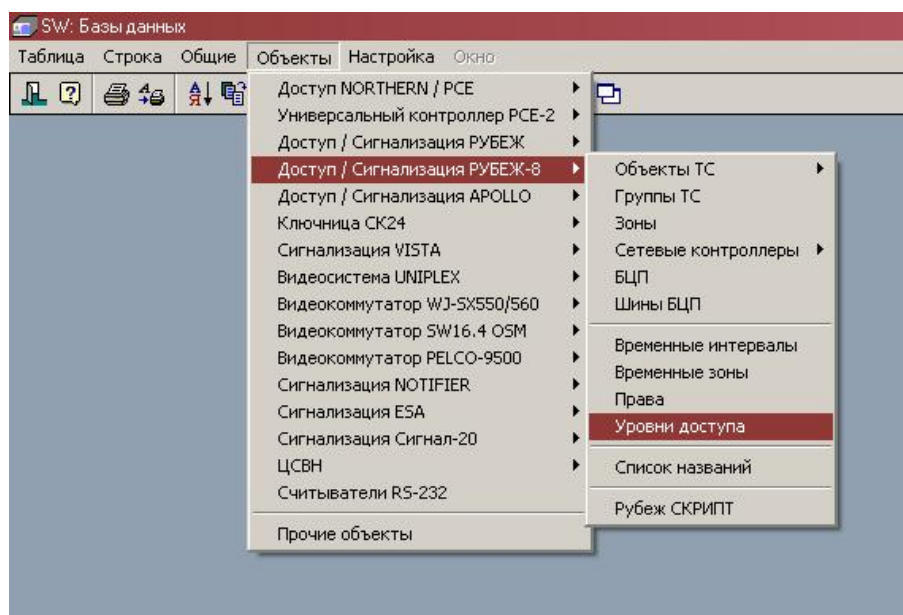 SW: Базы данных
Таблица Строка Общие Объекты Настройка Окно
Доступ NORTHERN / PCE
Универсальный контроллер PCE-2
Доступ / Сигнализация РУБЕЖ
Доступ / Сигнализация РУБЕЖ-8
Доступ / Сигнализация APOLLO
Ключница СК24
Сигнализация VISTA
Видеосистема UNIPLEX
Видеокоммутатор WJ-SX550/560
Видеокоммутатор SW16.4 OSM
Видеокоммутатор PELCO-9500
Сигнализация NOTIFIER
Сигнализация ESA
Сигнализация Сигнал-20
ЦСВН
Считыватели RS-232
Прочие объекты
Объекты ТС
Группы ТС
Зоны
Сетевые контроллеры
БЦП
Шины БЦП
Временные интервалы
Временные зоны
Права
Уровни доступа
Список названий
Рубеж СКРИПТ